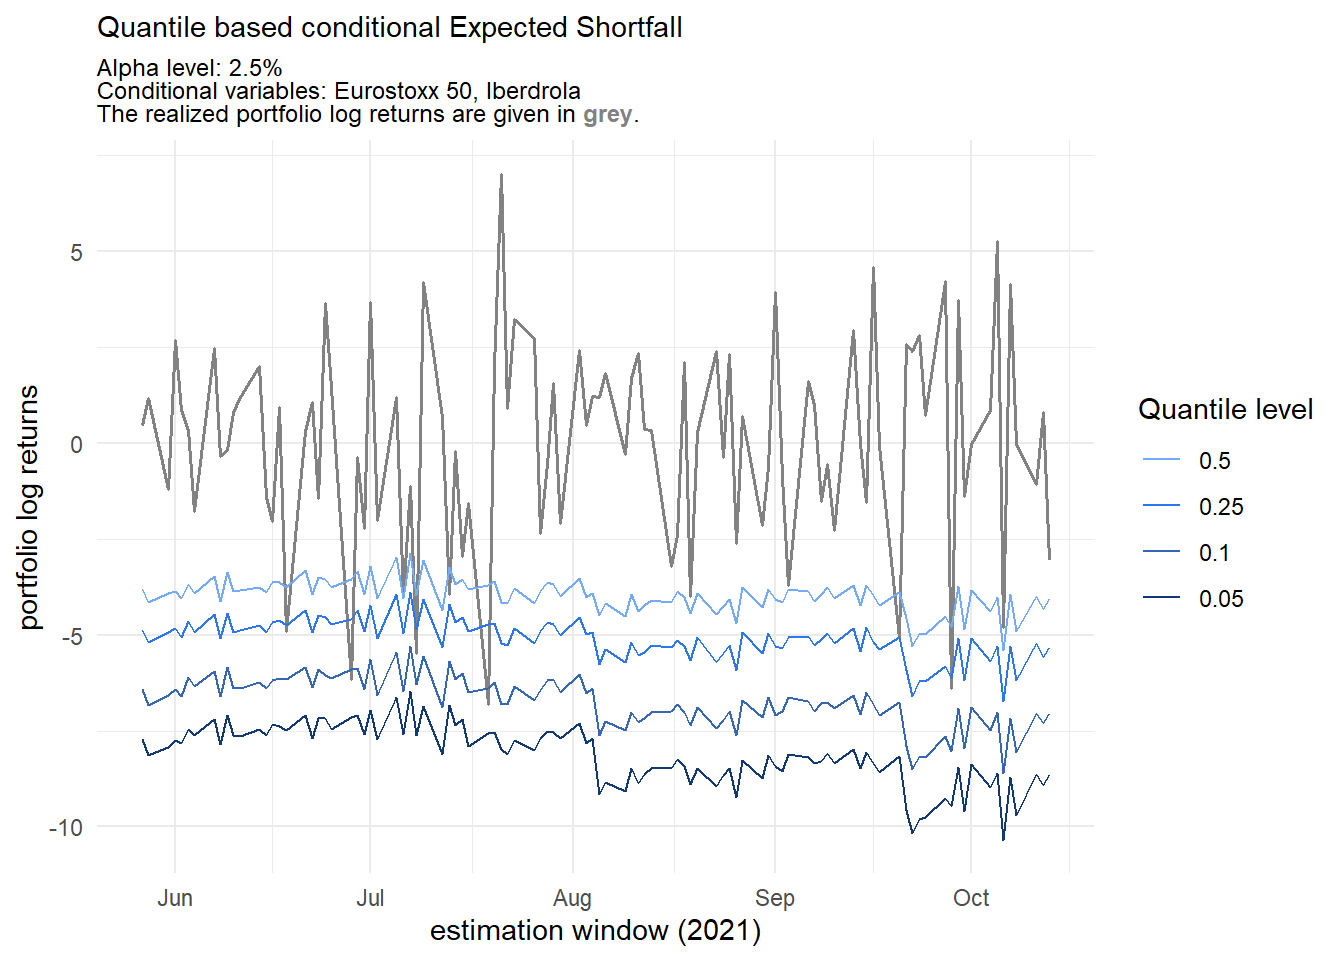 Quantile based conditional Expected Shortfall
Alpha level: 2.5%
Conditional variables: Eurostoxx 50, Iberdrola
The realized portfolio log returns are given in grey.
portfolio log returns
5
0
-5
-10
Jun Jul Aug Sep Oct
estimation window (2021)
Quantile level
0.5
0.25
0.1
0.05